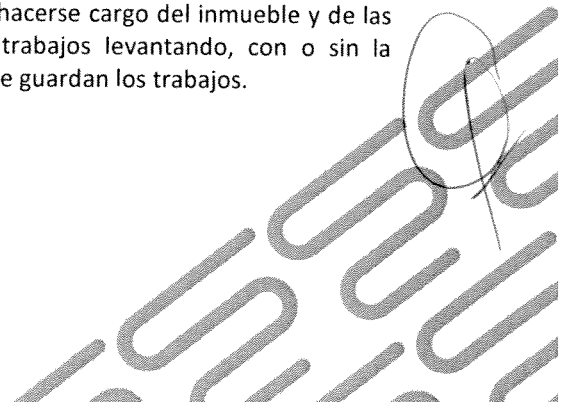 hacerse cargo del inmueble y de las
trabajos levantando, con o sin la
e guardan los trabajos.